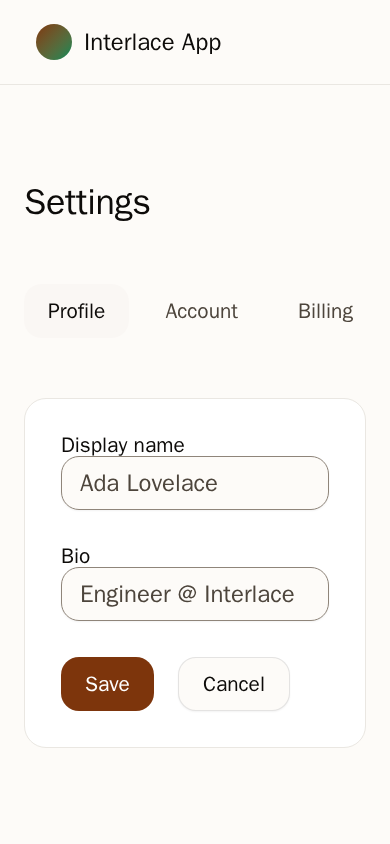 Interlace App
Settings
Profile Account Billing
Display name
Ada Lovelace
Bio
Engineer @ Interlace
Save Cancel